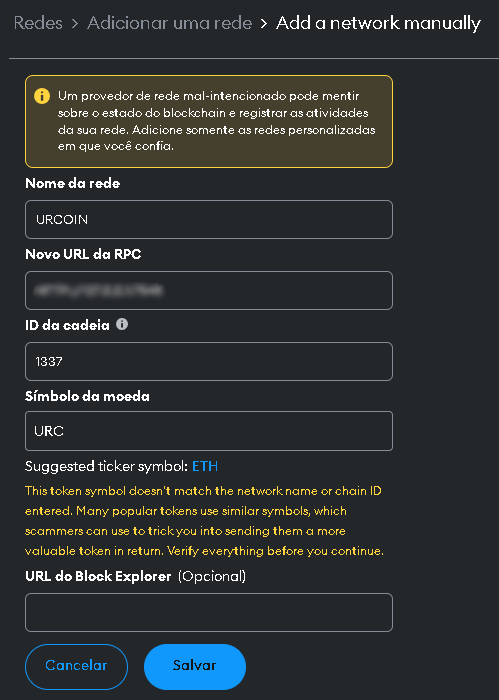 Redes > Adicionar uma rede > Add a network manually
Um provedor de rede mal-intencionado pode mentir
sobre o estado do blockchain e registrar as atividades
da sua rede. Adicione somente as redes personalizadas
em que você confia.
Nome da rede
URCOIN
Novo URL da RPC
ID da cadeia
1337
Símbolo da moeda
URC
Suggested ticker symbol: ETH
This token symbol doesn't match the network name or chain ID
entered. Many popular tokens use similar symbols, which
scammers can use to trick you into sending them a more
valuable token in return. Verify everything before you continue.
URL do Block Explorer (Opcional)
Cancelar
Salvar